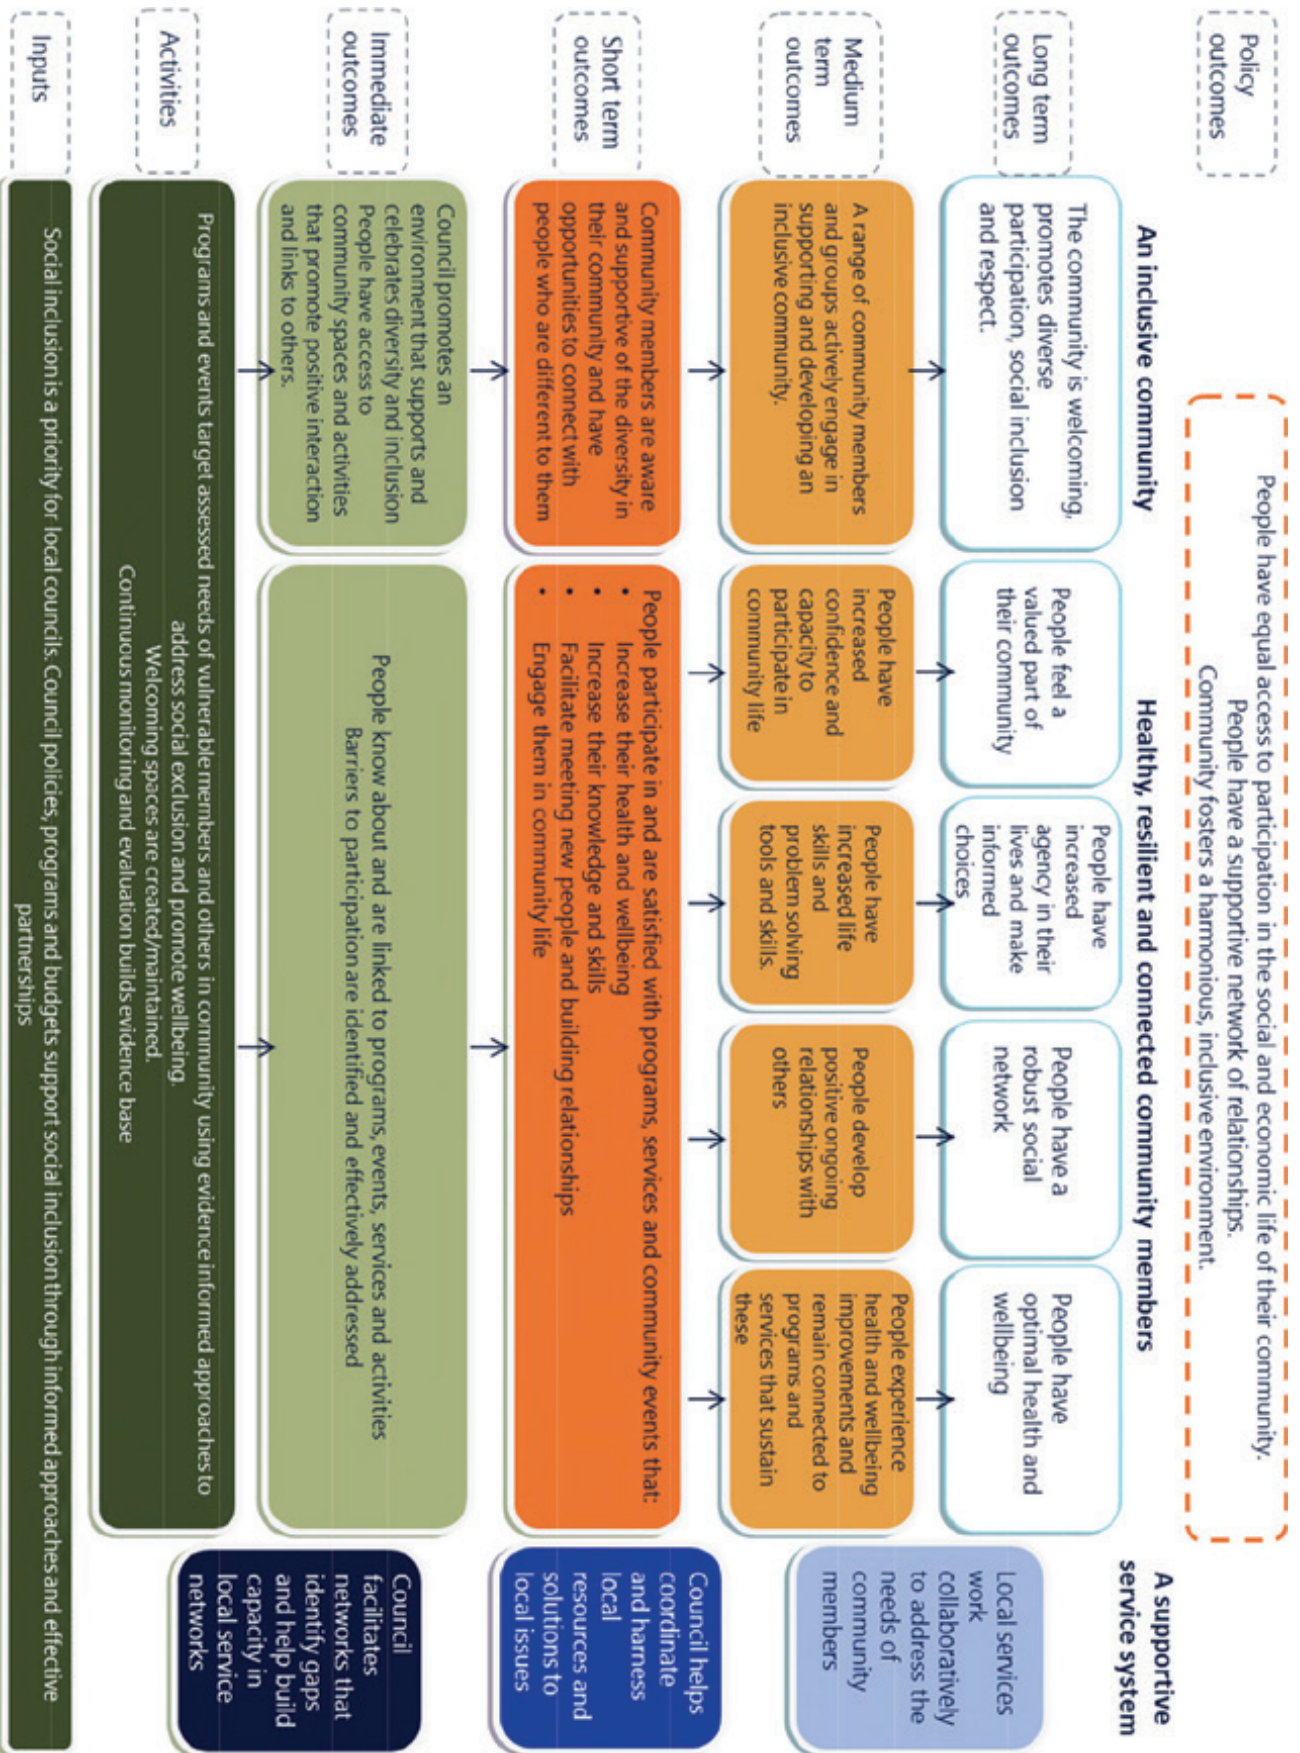 Policy
outcomes
People have equal access to participation in the social and economic life of their community.
People have a supportive network of relationships.
Community fosters a harmonious, inclusive environment.
An inclusive community
Healthy, resilient and connected community members
A supportive
service system
Long term
outcomes
The community is welcoming,
promotes diverse
participation, social inclusion
and respect.
People feel a
valued part of
their community
People have
increased
agency in their
lives and make
informed
choices
People have a
robust social
network
People have
optimal health and
wellbeing
Local services
work
collaboratively
to address the
needs of
community
members
Medium
term
outcomes
A range of community members
and groups actively engage in
supporting and developing an
inclusive community.
People have
increased
confidence and
capacity to
participate in
community life
People have
increased life
skills and
problem solving
tools and skills.
People develop
positive ongoing
relationships with
others
People experience
health and wellbeing
improvements and
remain connected to
programs and
services that sustain
these
Short term
outcomes
Community members are aware
and supportive of the diversity in
their community and have
opportunities to connect with
people who are different to them
People participate in and are satisfied with programs, services and community events that:
• Increase their health and wellbeing
• Increase their knowledge and skills
• Facilitate meeting new people and building relationships
• Engage them in community life
Council helps
coordinate
and harness
local
resources and
solutions to
local issues
Immediate
outcomes
Council promotes an
environment that supports and
celebrates diversity and inclusion
People have access to
community spaces and activities
that promote positive interaction
and links to others.
People know about and are linked to programs, events, services and activities
Barriers to participation are identified and effectively addressed
Council
facilitates
networks that
identify gaps
and help build
capacity in
local service
networks
Activities
Programs and events target assessed needs of vulnerable members and others in community using evidence informed approaches to
address social exclusion and promote wellbeing.
Welcoming spaces are created/maintained.
Continuous monitoring and evaluation builds evidence base
Inputs
Social inclusion is a priority for local councils. Council policies, programs and budgets support social inclusion through informed approaches and effective
partnerships